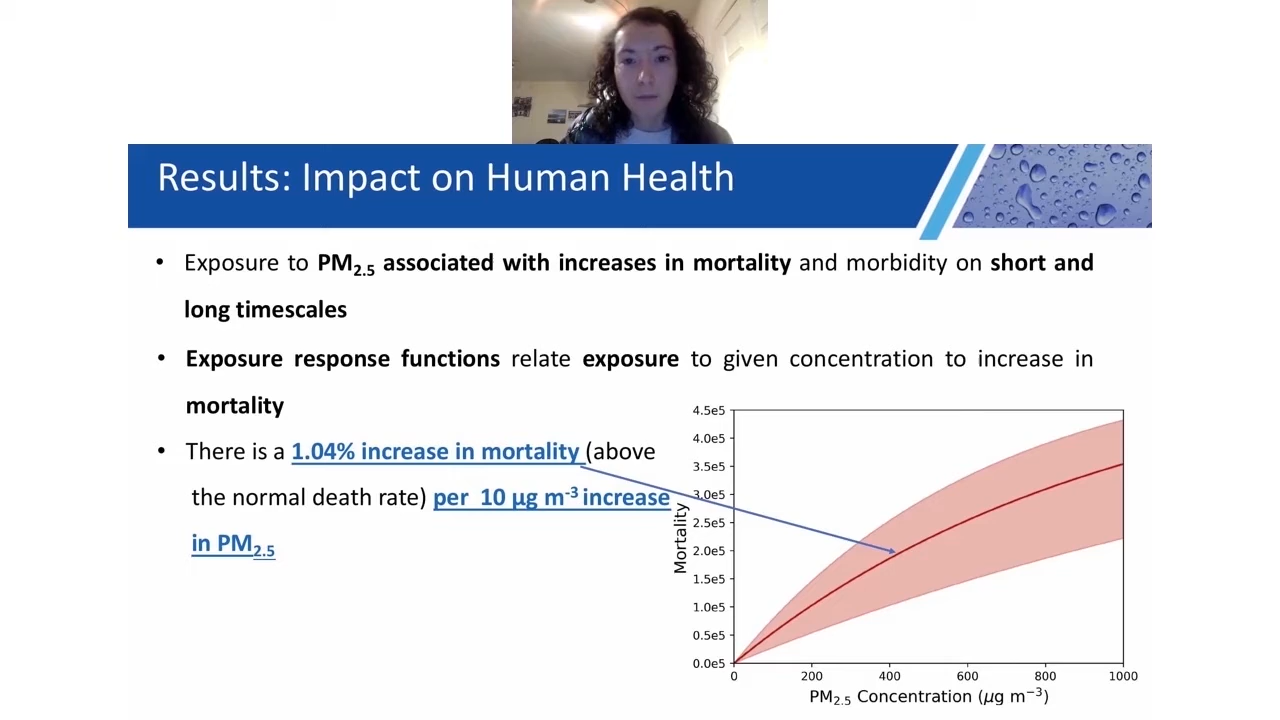 Results: Impact on Human Health
• Exposure to PM2.5 associated with increases in mortality and morbidity on short and
long timescales
• Exposure response functions relate exposure to given concentration to increase in
mortality
• There is a 1.04% increase in mortality (above
the normal death rate) per 10 µg m-3 increase
in PM2.5
4.5e5
4.0e5
3.5e5
3.0e5
2.5e5
2.0e5
1.5e5
1.0e5
0.5e5
0.0e5
Mortality
0 200 400 600 800 1000
PM2.5 Concentration (µg m−3)